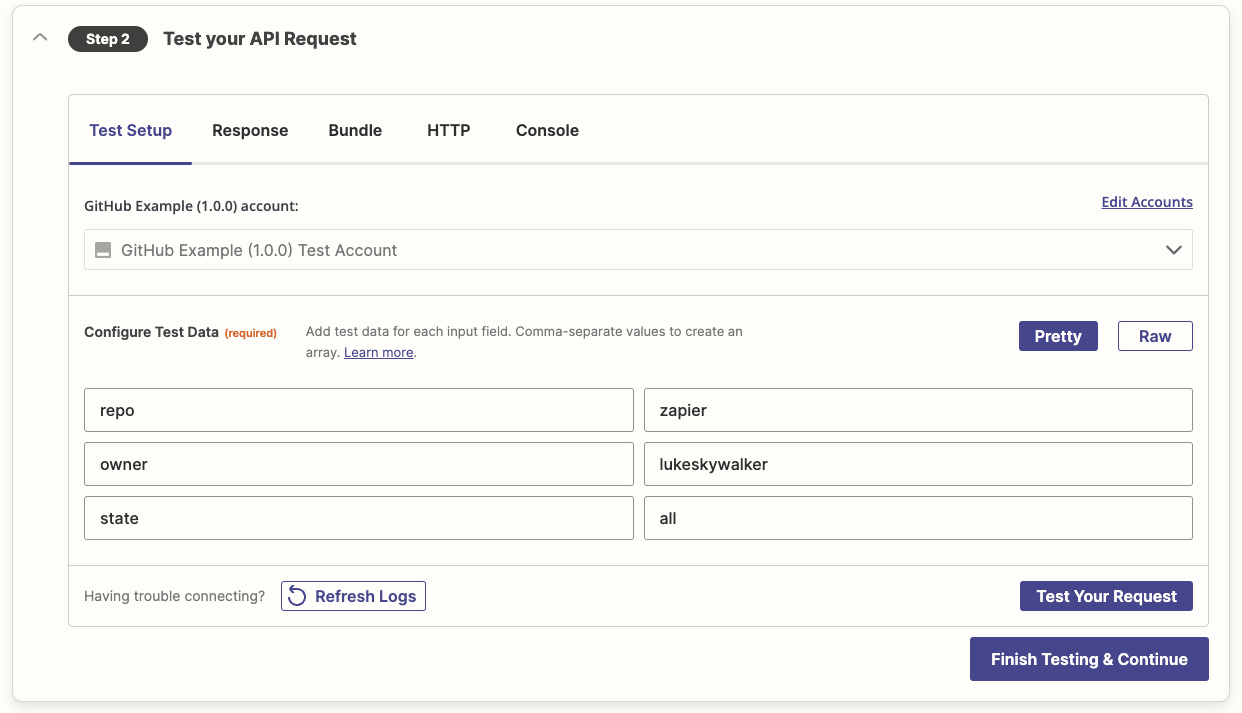 Step 2 Test your API Request
Test Setup Response Bundle HTTP Console
GitHub Example (1.0.0) account: Edit Accounts
GitHub Example (1.0.0) Test Account
Configure Test Data (required) Add test data for each input field. Comma-separate values to create an
array. Learn more. Pretty Raw
repo zapier
owner lukeskywalker
state all
Having trouble connecting? Refresh Logs Test Your Request
Finish Testing & Continue